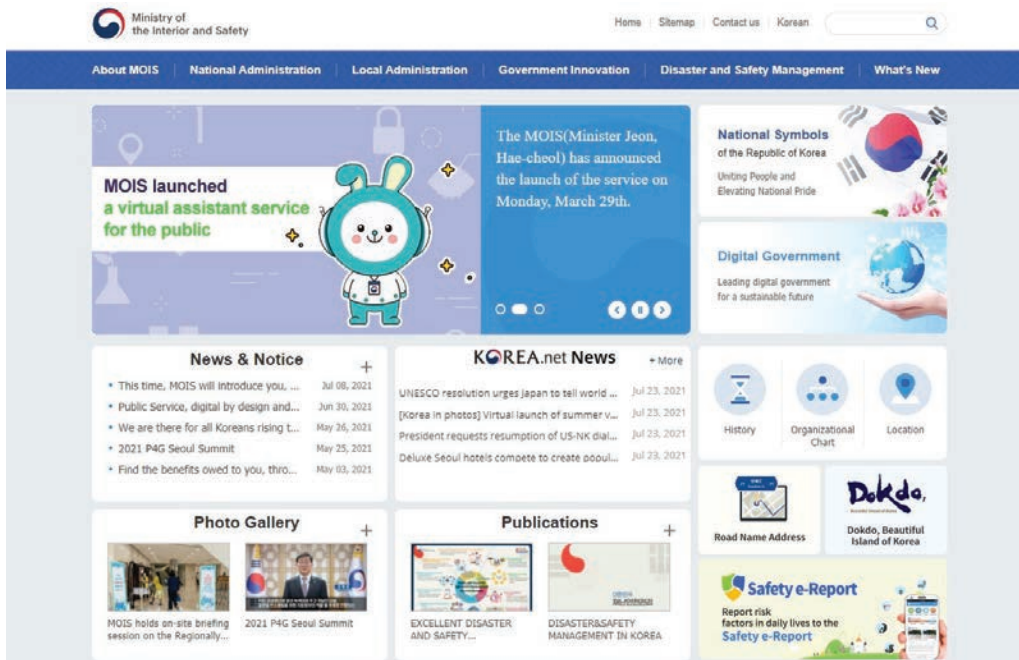 Ministry of
the Interior and Safety
Home
Sitemap
Contact us
Korean
About MOIS
National Administration
Local Administration
Government Innovation
Disaster and Safety Management
What's New
MOIS launched
a virtual assistant service
for the public
The MOIS(Minister Jeon,
Hae-cheol) has announced
the launch of the service on
Monday, March 29th.
National Symbols
of the Republic of Korea
Uniting People and
Elevating National Pride
Digital Government
Leading digital government
for a sustainable future
News & Notice
+
This time, MOIS will introduce you, ... Jul 08, 2021
Public Service, digital by design and... Jun 30, 2021
We are there for all Koreans rising t... May 26, 2021
2021 P4G Seoul Summit May 25, 2021
Find the benefits owed to you, thro... May 03, 2021
KOREA.net News
+ More
UNESCO resolution urges Japan to tell world ... Jul 23, 2021
[Korea in photos] Virtual launch of summer v... Jul 23, 2021
President requests resumption of US-NK dial... Jul 23, 2021
Deluxe Seoul hotels compete to create popul... Jul 23, 2021
History
Organizational
Chart
Location
Road Name Address
Dokdo,
Dokdo, Beautiful
Island of Korea
Photo Gallery
+
MOIS holds on-site briefing
session on the Regionally...
2021 P4G Seoul Summit
Publications
+
EXCELLENT DISASTER
AND SAFETY...
DISASTER&SAFETY
MANAGEMENT IN KOREA
Safety e-Report
Report risk
factors in daily lives to the
Safety e-Report